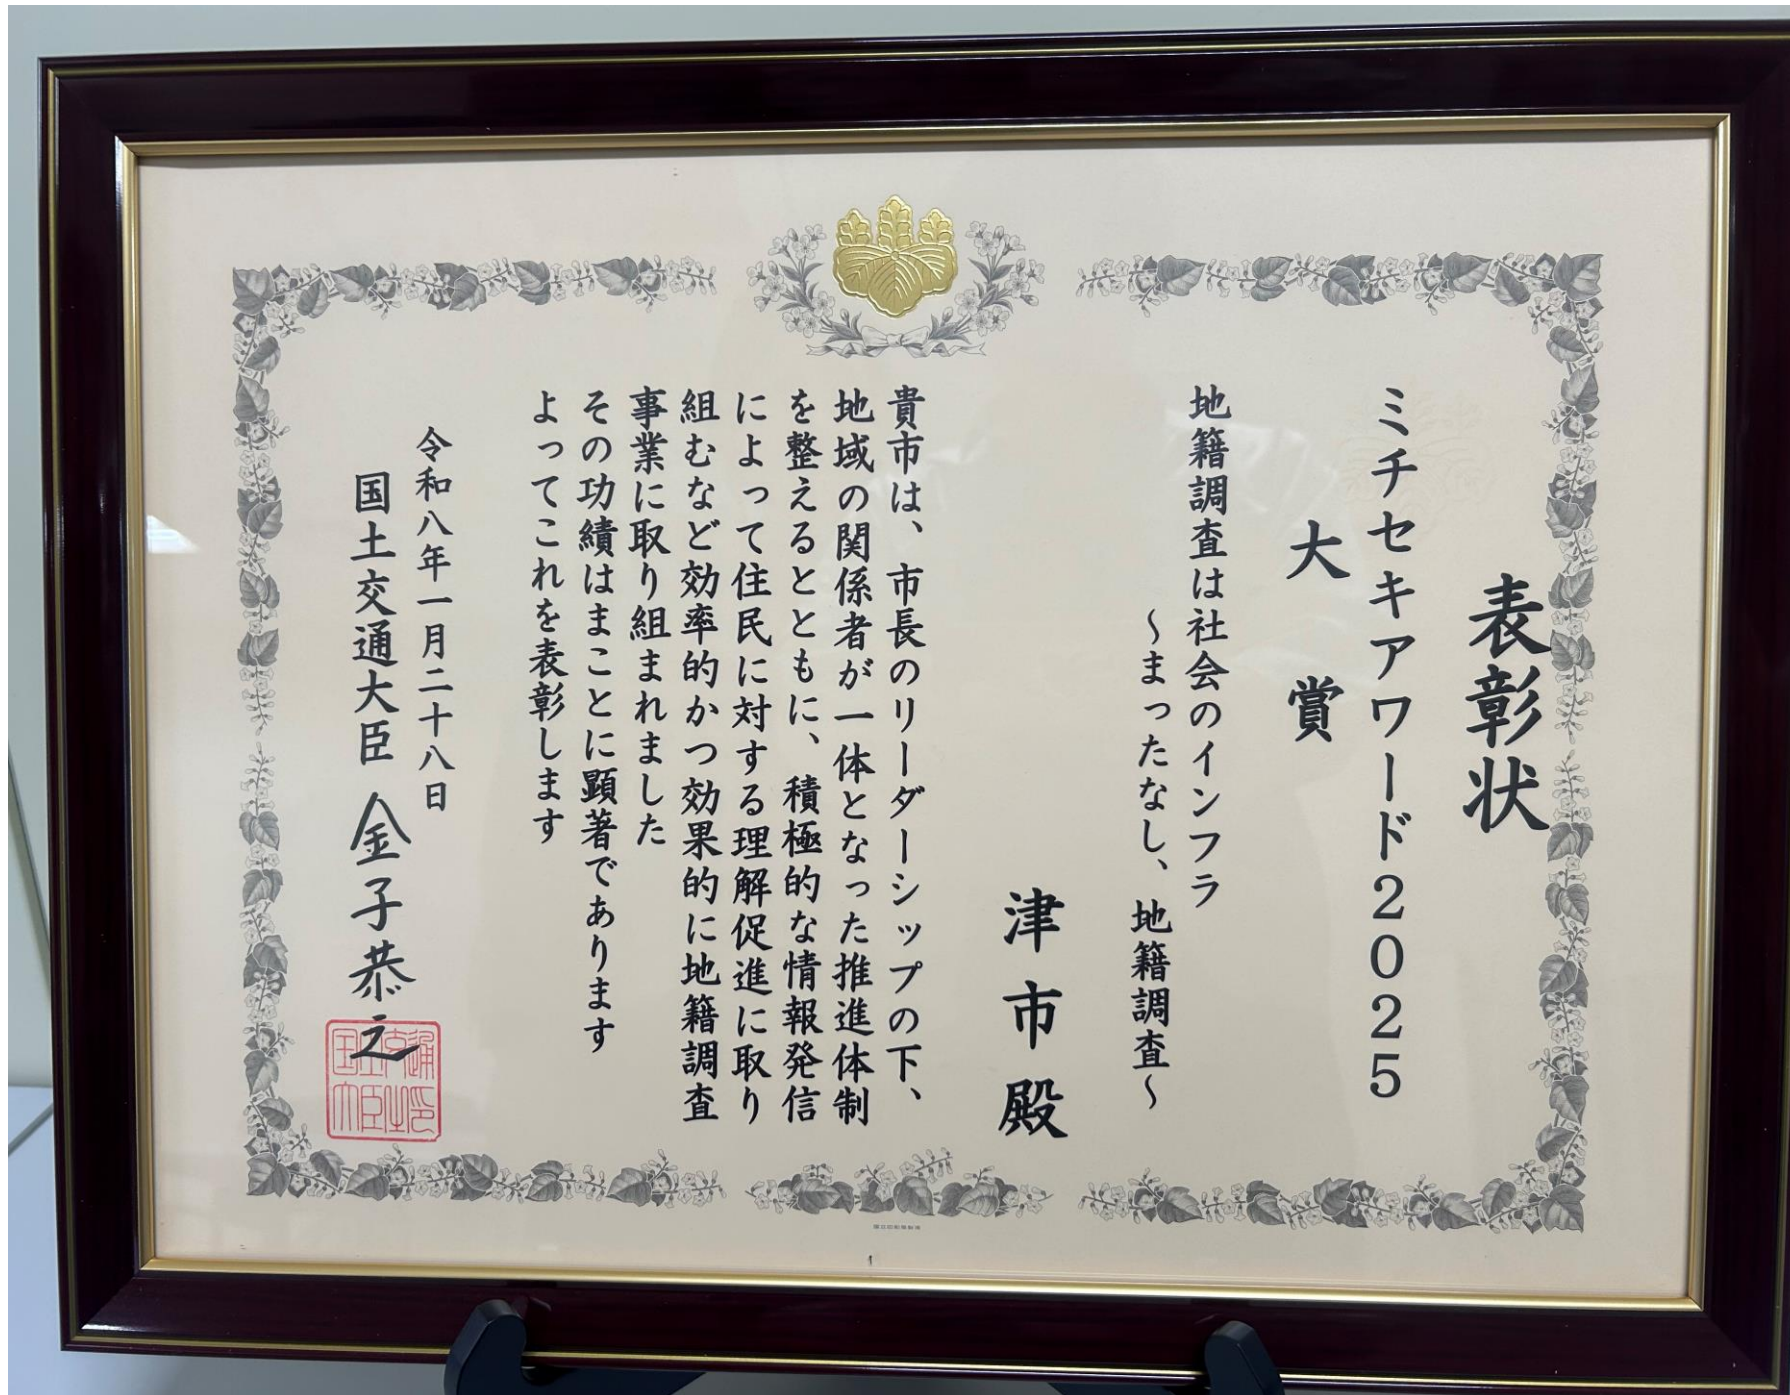 表彰状
ミチセキアワード2025
大賞
地籍調査は社会のインフラ
～まったなし、地籍調査～
津市殿
貴市は、市長のリーダーシップの下、
地域の関係者が一体となった推進体制
を整えるとともに、積極的な情報発信
によって住民に対する理解促進に取り
組むなど効率的かつ効果的に地籍調査
事業に取り組まれました
その功績はまことに顕著であります
よってこれを表彰します
令和八年一月二十八日
国土交通大臣 金子恭之